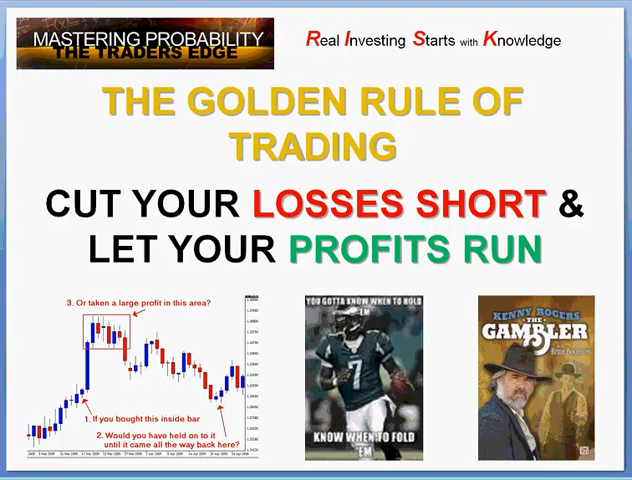 MASTERING PROBABILITY
THE TRADERS EDGE
Real Investing Starts with Knowledge
THE GOLDEN RULE OF
TRADING
CUT YOUR LOSSES SHORT &
LET YOUR PROFITS RUN
3. Or taken a large profit in this area?
1. If you bought this inside bar
2. Would you have held on to it
until it came all the way back here?
YOU GOTTA KNOW WHEN TO HOLD
'EM
7
KNOW WHEN TO FOLD
'EM
KENNY ROGERS
THE
GAMBLER